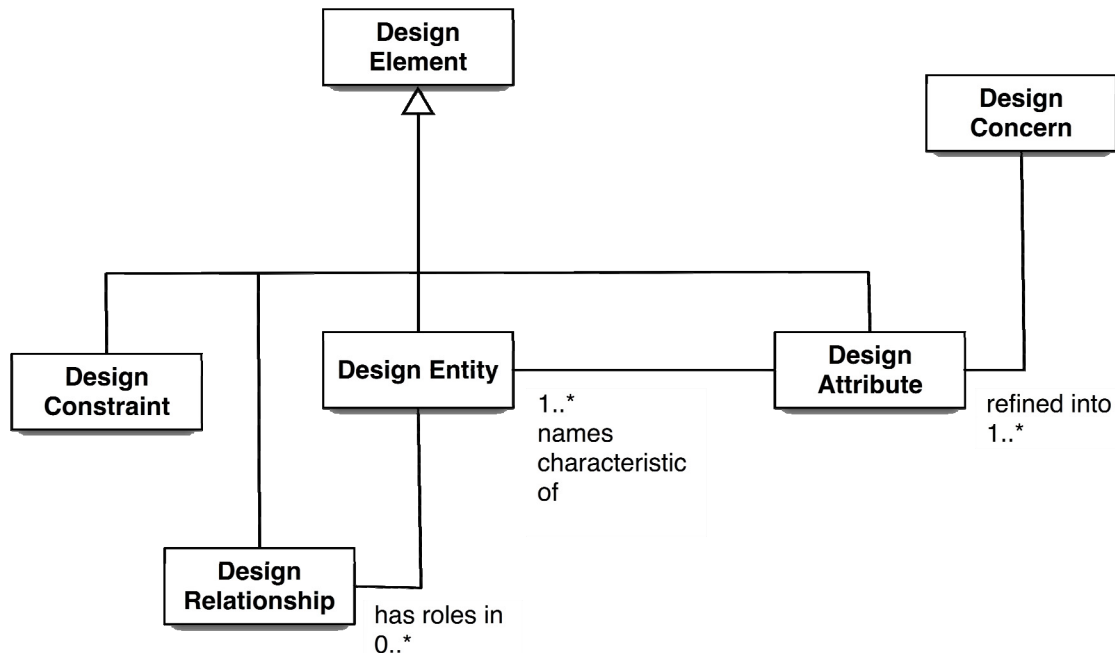 Design
Element
Design
Concern
Design
Constraint
Design Entity
Design
Attribute
1..*
names
characteristic
of
refined into
1..*
Design
Relationship
has roles in
0..*